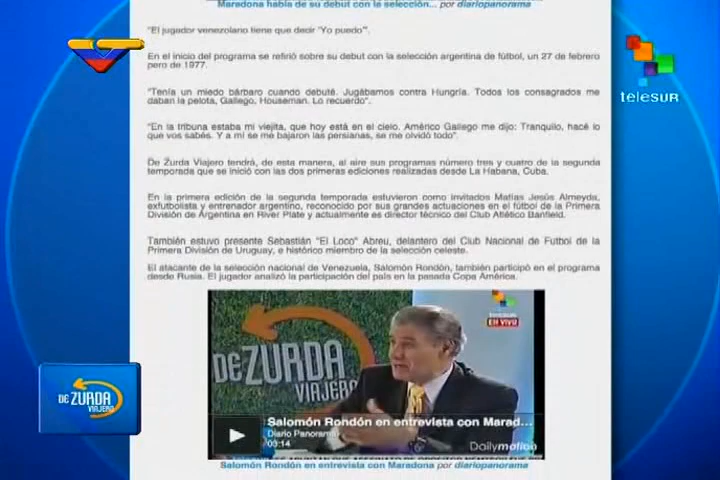 Maradona habla de su debut con la selección... por diariopanorama
"El jugador venezolano tiene que decir 'Yo puedo'".
En el inicio del programa se refirió sobre su debut con la selección argentina de fútbol, un 27 de febrero
pero de 1977.
"Tenía un miedo bárbaro cuando debuté. Jugábamos contra Hungría. Todos los consagrados me
daban la pelota, Gallego, Houseman. Lo recuerdo".
"En la tribuna estaba mi viejita, que hoy está en el cielo. Américo Gallego me dijo: Tranquilo, hacé lo
que vos sabés. Y a mí se me bajaron las persianas, se me olvidó todo".
De Zurda Viajero tendrá, de esta manera, al aire sus programas número tres y cuatro de la segunda
temporada que se inició con las dos primeras ediciones realizadas desde La Habana, Cuba.
En la primera edición de la segunda temporada estuvieron como invitados Matías Jesús Almeyda,
exfutbolista y entrenador argentino, reconocido por sus grandes actuaciones en el fútbol de la Primera
División de Argentina en River Plate y actualmente es director técnico del Club Atlético Banfield.
También estuvo presente Sebastián "El Loco" Abreu, delantero del Club Nacional de Futbol de la
Primera División de Uruguay, e histórico miembro de la selección celeste.
El atacante de la selección nacional de Venezuela, Salomón Rondón, también participó en el programa
desde Rusia. El jugador analizó la participación del país en la pasada Copa América.
teleSUR
teleSUR
EN VIVO
DE ZURDA
VIAJERO
Salomón Rondón en entrevista con Marad...
Diario Panorama
03:14
Dailymotion
Salomón Rondón en entrevista con Maradona por diariopanorama
DE ZURDA
VIAJERO